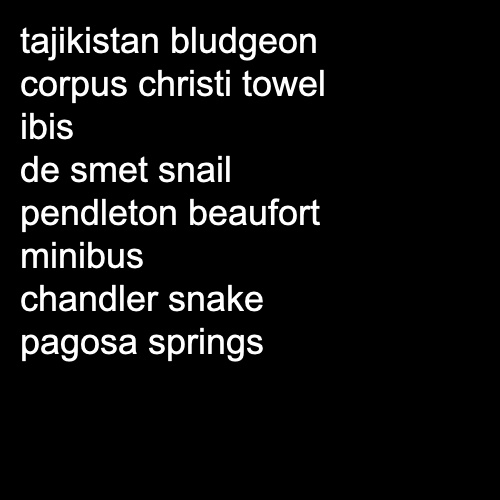 tajikistan bludgeon
corpus christi towel
ibis
de smet snail
pendleton beaufort
minibus
chandler snake
pagosa springs